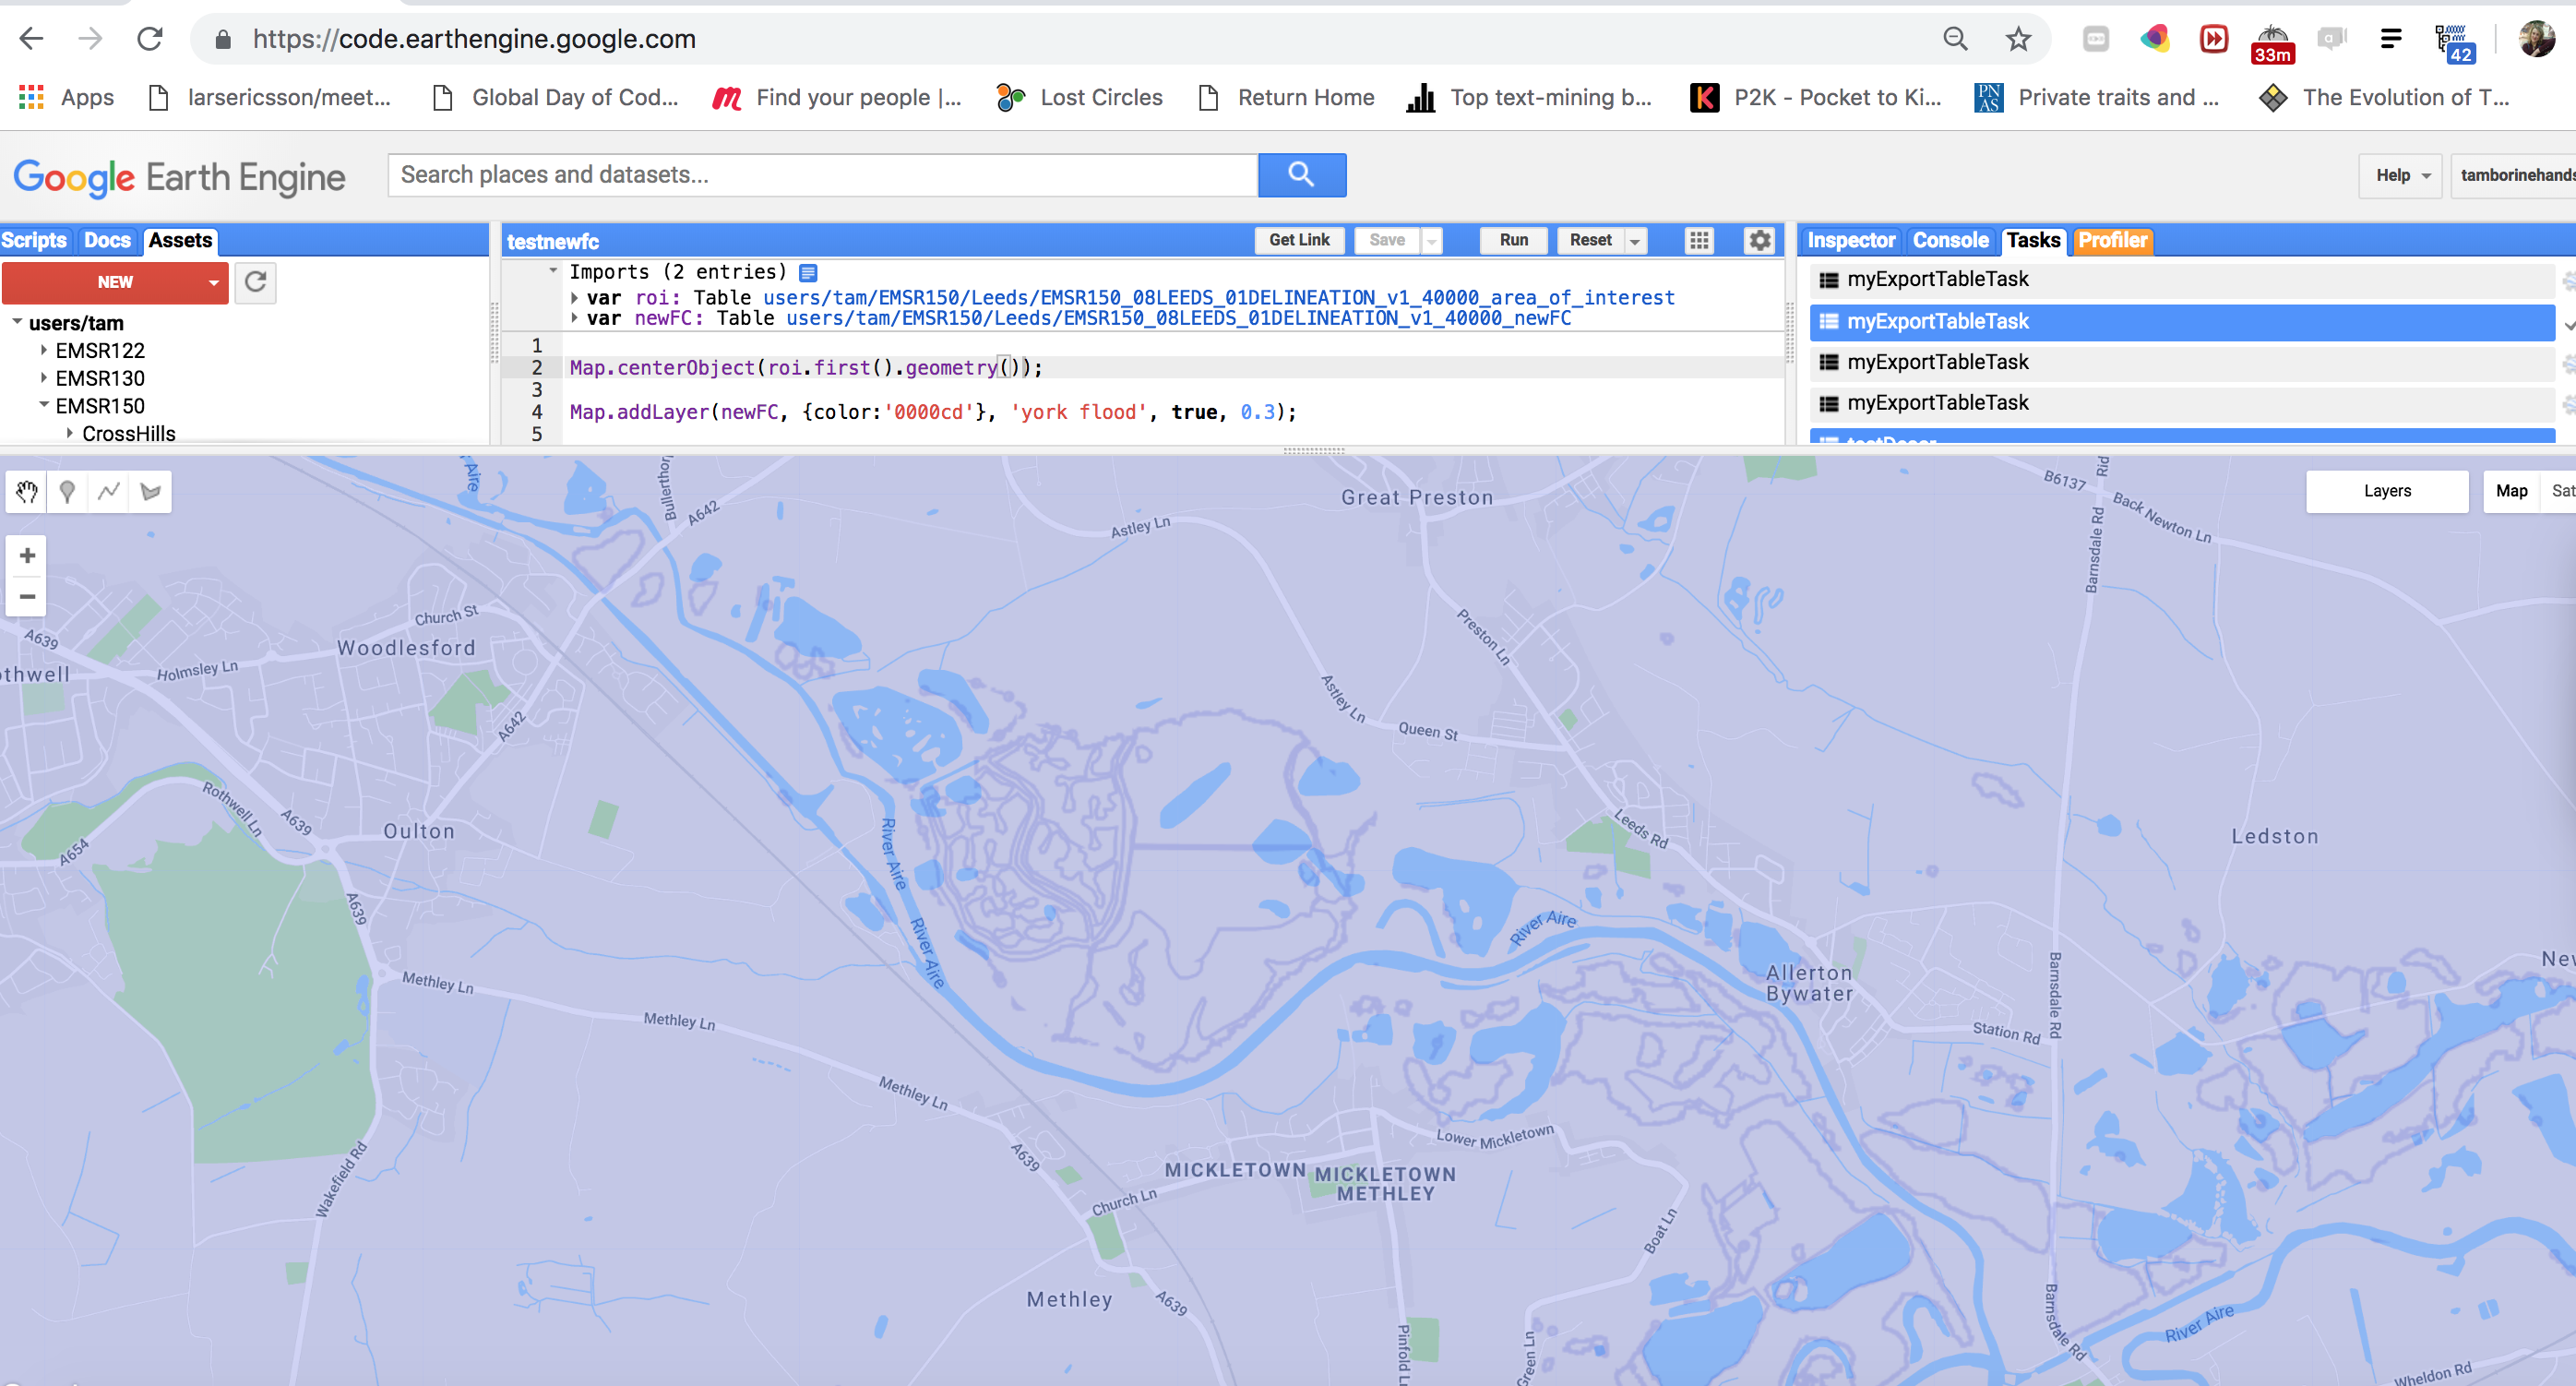 https://code.earthengine.google.com
33m
42
Apps
larsericsson/meet...
Global Day of Cod...
Find your people |...
Lost Circles
Return Home
Top text-mining b...
P2K - Pocket to Ki...
PN
AS
Private traits and ...
The Evolution of T...
Google Earth Engine
Search places and datasets...
Help
tamborinehands
Scripts
Docs
Assets
testnewfc
Get Link
Save
Run
Reset
Inspector
Console
Tasks
Profiler
NEW
Imports (2 entries)
var roi: Table users/tam/EMSR150/Leeds/EMSR150_08LEEDS_01DELINEATION_v1_40000_area_of_interest
var newFC: Table users/tam/EMSR150/Leeds/EMSR150_08LEEDS_01DELINEATION_v1_40000_newFC
users/tam
EMSR122
EMSR130
EMSR150
CrossHills
1
2 Map.centerObject(roi.first().geometry());
3
4 Map.addLayer(newFC, {color:'0000cd'}, 'york flood', true, 0.3);
5
myExportTableTask
myExportTableTask
myExportTableTask
myExportTableTask
Layers
Map
Sat
Aire
Bullerthor
A642
Great Preston
Astley Ln
B6137
Rid
Back Newton Ln
Barnsdale Rd
Church St
A639
Woodlesford
Holmsley Ln
othwell
Preston Ln
Astley Ln
A642
Queen St
Rothwell Ln
A639
Oulton
A654
River Aire
Leeds Rd
Ledston
A639
River Aire
River Aire
Allerton
Bywater
Barnsdale Rd
New
Methley Ln
Methley Ln
Station Rd
Methley Ln
Lower Mickletown
A639
MICKLETOWN
MICKLETOWN
METHLEY
Wakefield Rd
Church Ln
Boat Ln
Methley
A639
Pinfold L
Green Ln
Barnsdale Rd
River Aire
Wheldon Rd